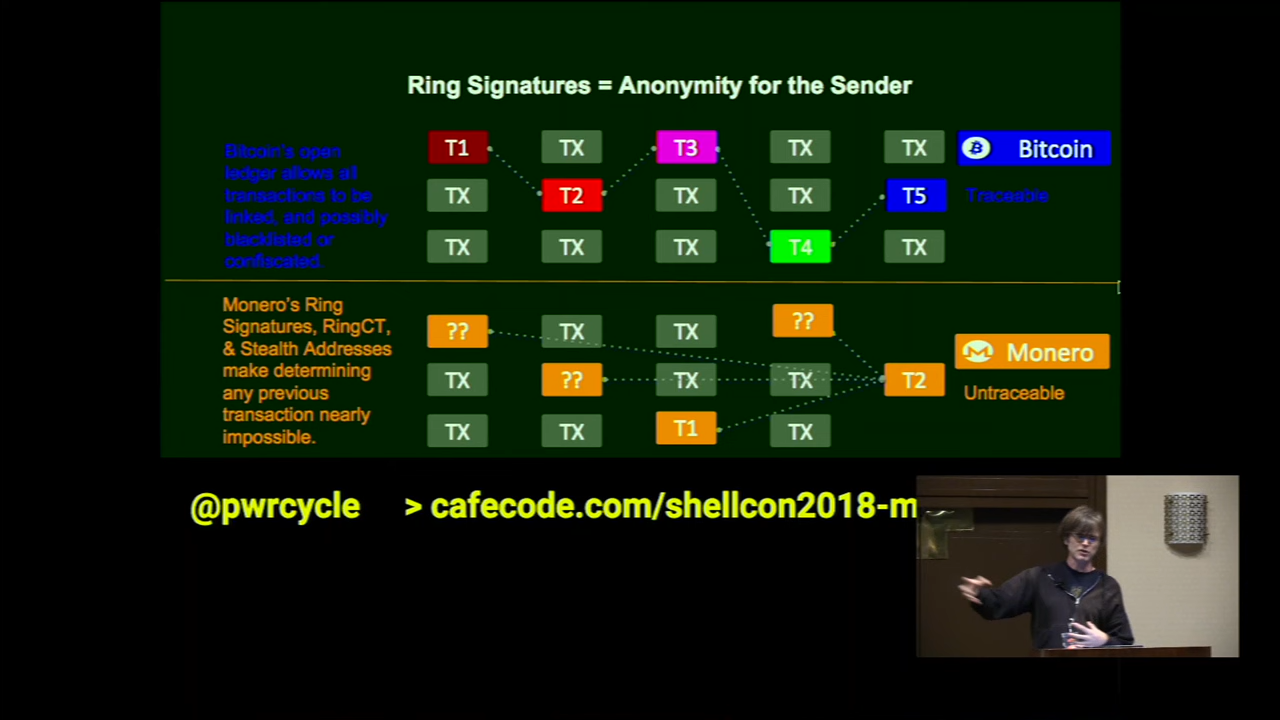 Ring Signatures = Anonymity for the Sender
Bitcoin's open
ledger allows all
transactions to be
linked, and possibly
blacklisted or
confiscated.
T1 TX T3 TX TX
TX T2 TX TX T5
TX TX TX T4 TX
Bitcoin
Traceable
Monero's Ring
Signatures, RingCT,
& Stealth Addresses
make determining
any previous
transaction nearly
impossible.
?? TX TX ??
TX ?? TX TX T2
TX TX T1 TX
Monero
Untraceable
@pwrcycle > cafecode.com/shellcon2018-m